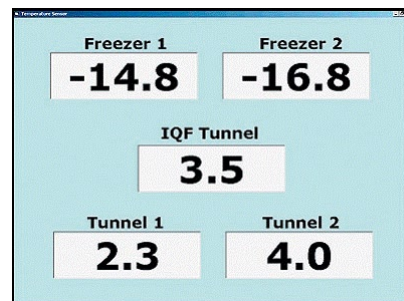 Temperature Sensor
Freezer 1 Freezer 2
-14.8 -16.8
IQF Tunnel
3.5
Tunnel 1 Tunnel 2
2.3 4.0